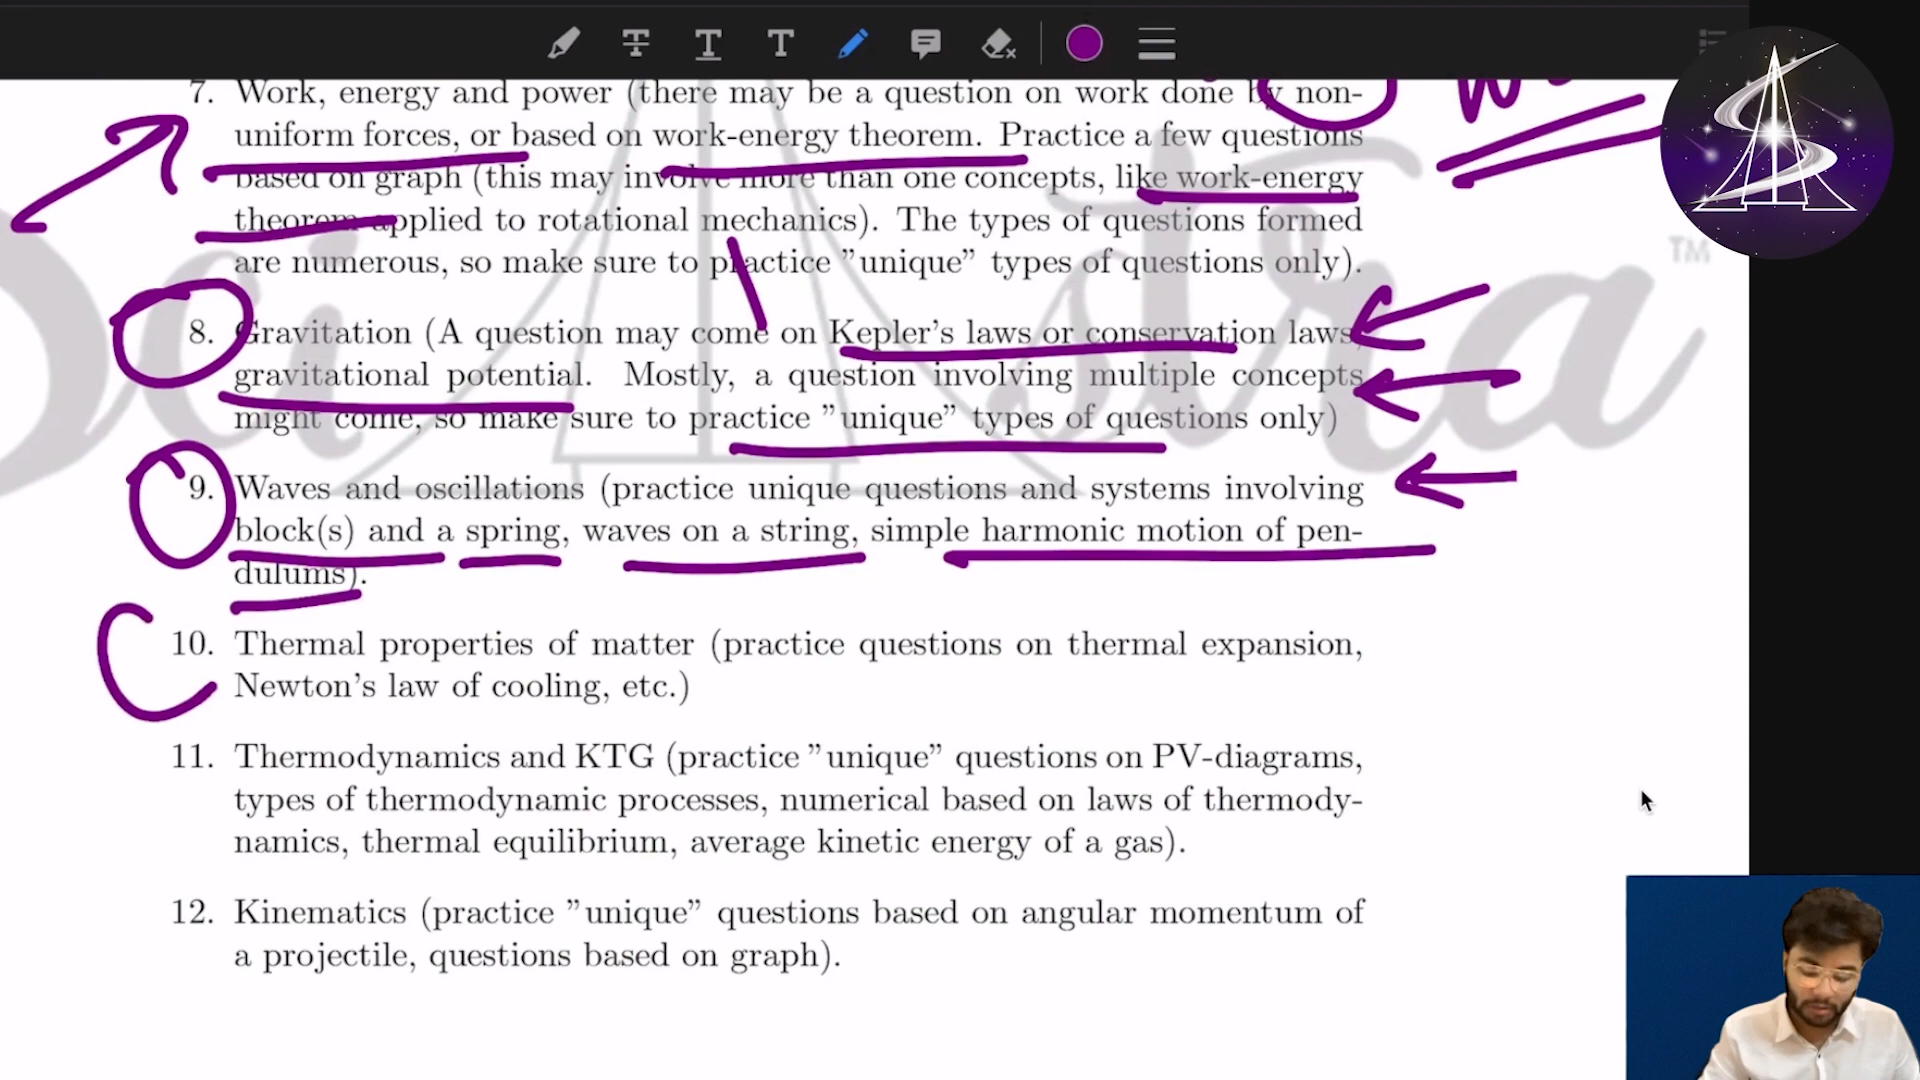 7. Work, energy and power (there may be a question on work done by non-
uniform forces, or based on work-energy theorem. Practice a few questions
based on graph (this may involve more than one concepts, like work-energy
theorem applied to rotational mechanics). The types of questions formed
are numerous, so make sure to practice ”unique” types of questions only).
8. Gravitation (A question may come on Kepler's laws or conservation laws,
gravitational potential. Mostly, a question involving multiple concepts
might come, so make sure to practice ”unique” types of questions only)
9. Waves and oscillations (practice unique questions and systems involving
block(s) and a spring, waves on a string, simple harmonic motion of pen-
dulums).
10. Thermal properties of matter (practice questions on thermal expansion,
Newton's law of cooling, etc.)
11. Thermodynamics and KTG (practice ”unique” questions on PV-diagrams,
types of thermodynamic processes, numerical based on laws of thermody-
namics, thermal equilibrium, average kinetic energy of a gas).
12. Kinematics (practice ”unique” questions based on angular momentum of
a projectile, questions based on graph).
Sci Astra
TM